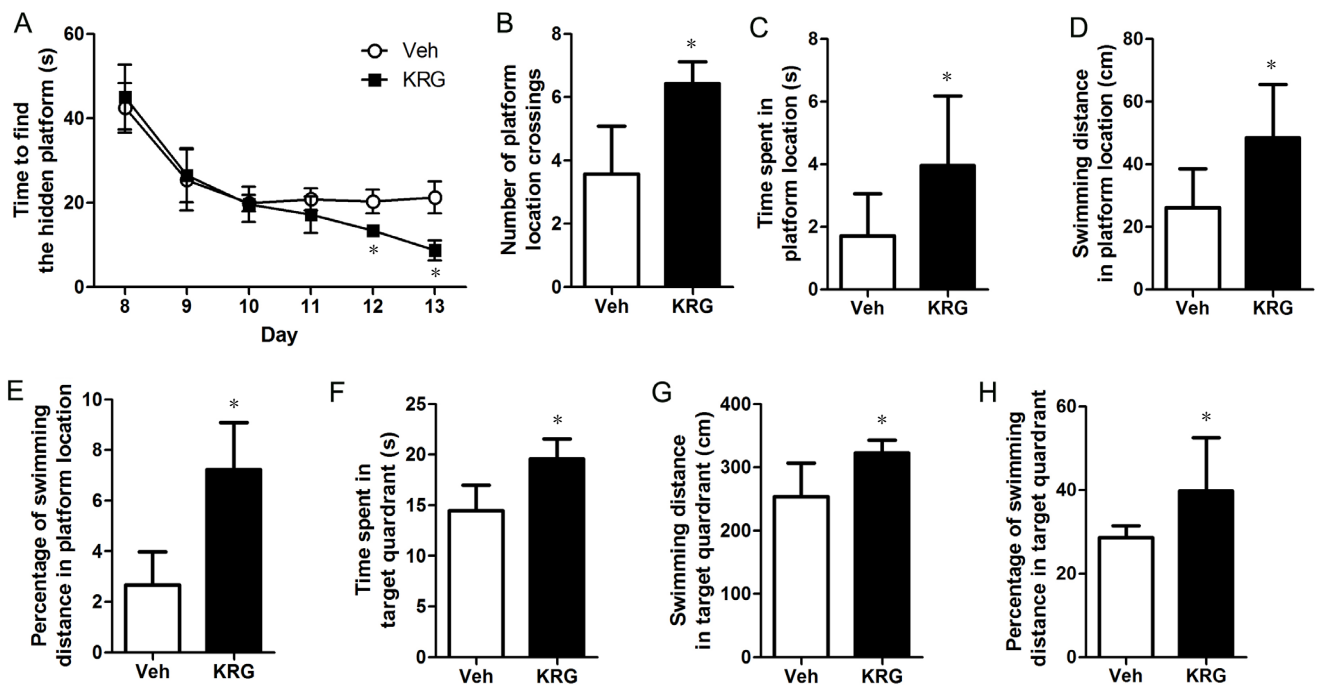 A
Time to find
the hidden platform (s)
60
40
20
0
8 9 10 11 12 13
Day
Veh
KRG
*
*
B
Number of platform
location crossings
8
6
4
2
0
*
Veh KRG
C
Time spent in
platform location (s)
8
6
4
2
0
*
Veh KRG
D
Swimming distance
in platform location (cm)
80
60
40
20
0
*
Veh KRG
E
Percentage of swimming
distance in platform location
10
8
6
4
2
0
*
Veh KRG
F
Time spent in
target quardrant (s)
25
20
15
10
5
0
*
Veh KRG
G
Swimming distance
in target quardrant (cm)
400
300
200
100
0
*
Veh KRG
H
Percentage of swimming
distance in target quardrant
60
40
20
0
*
Veh KRG